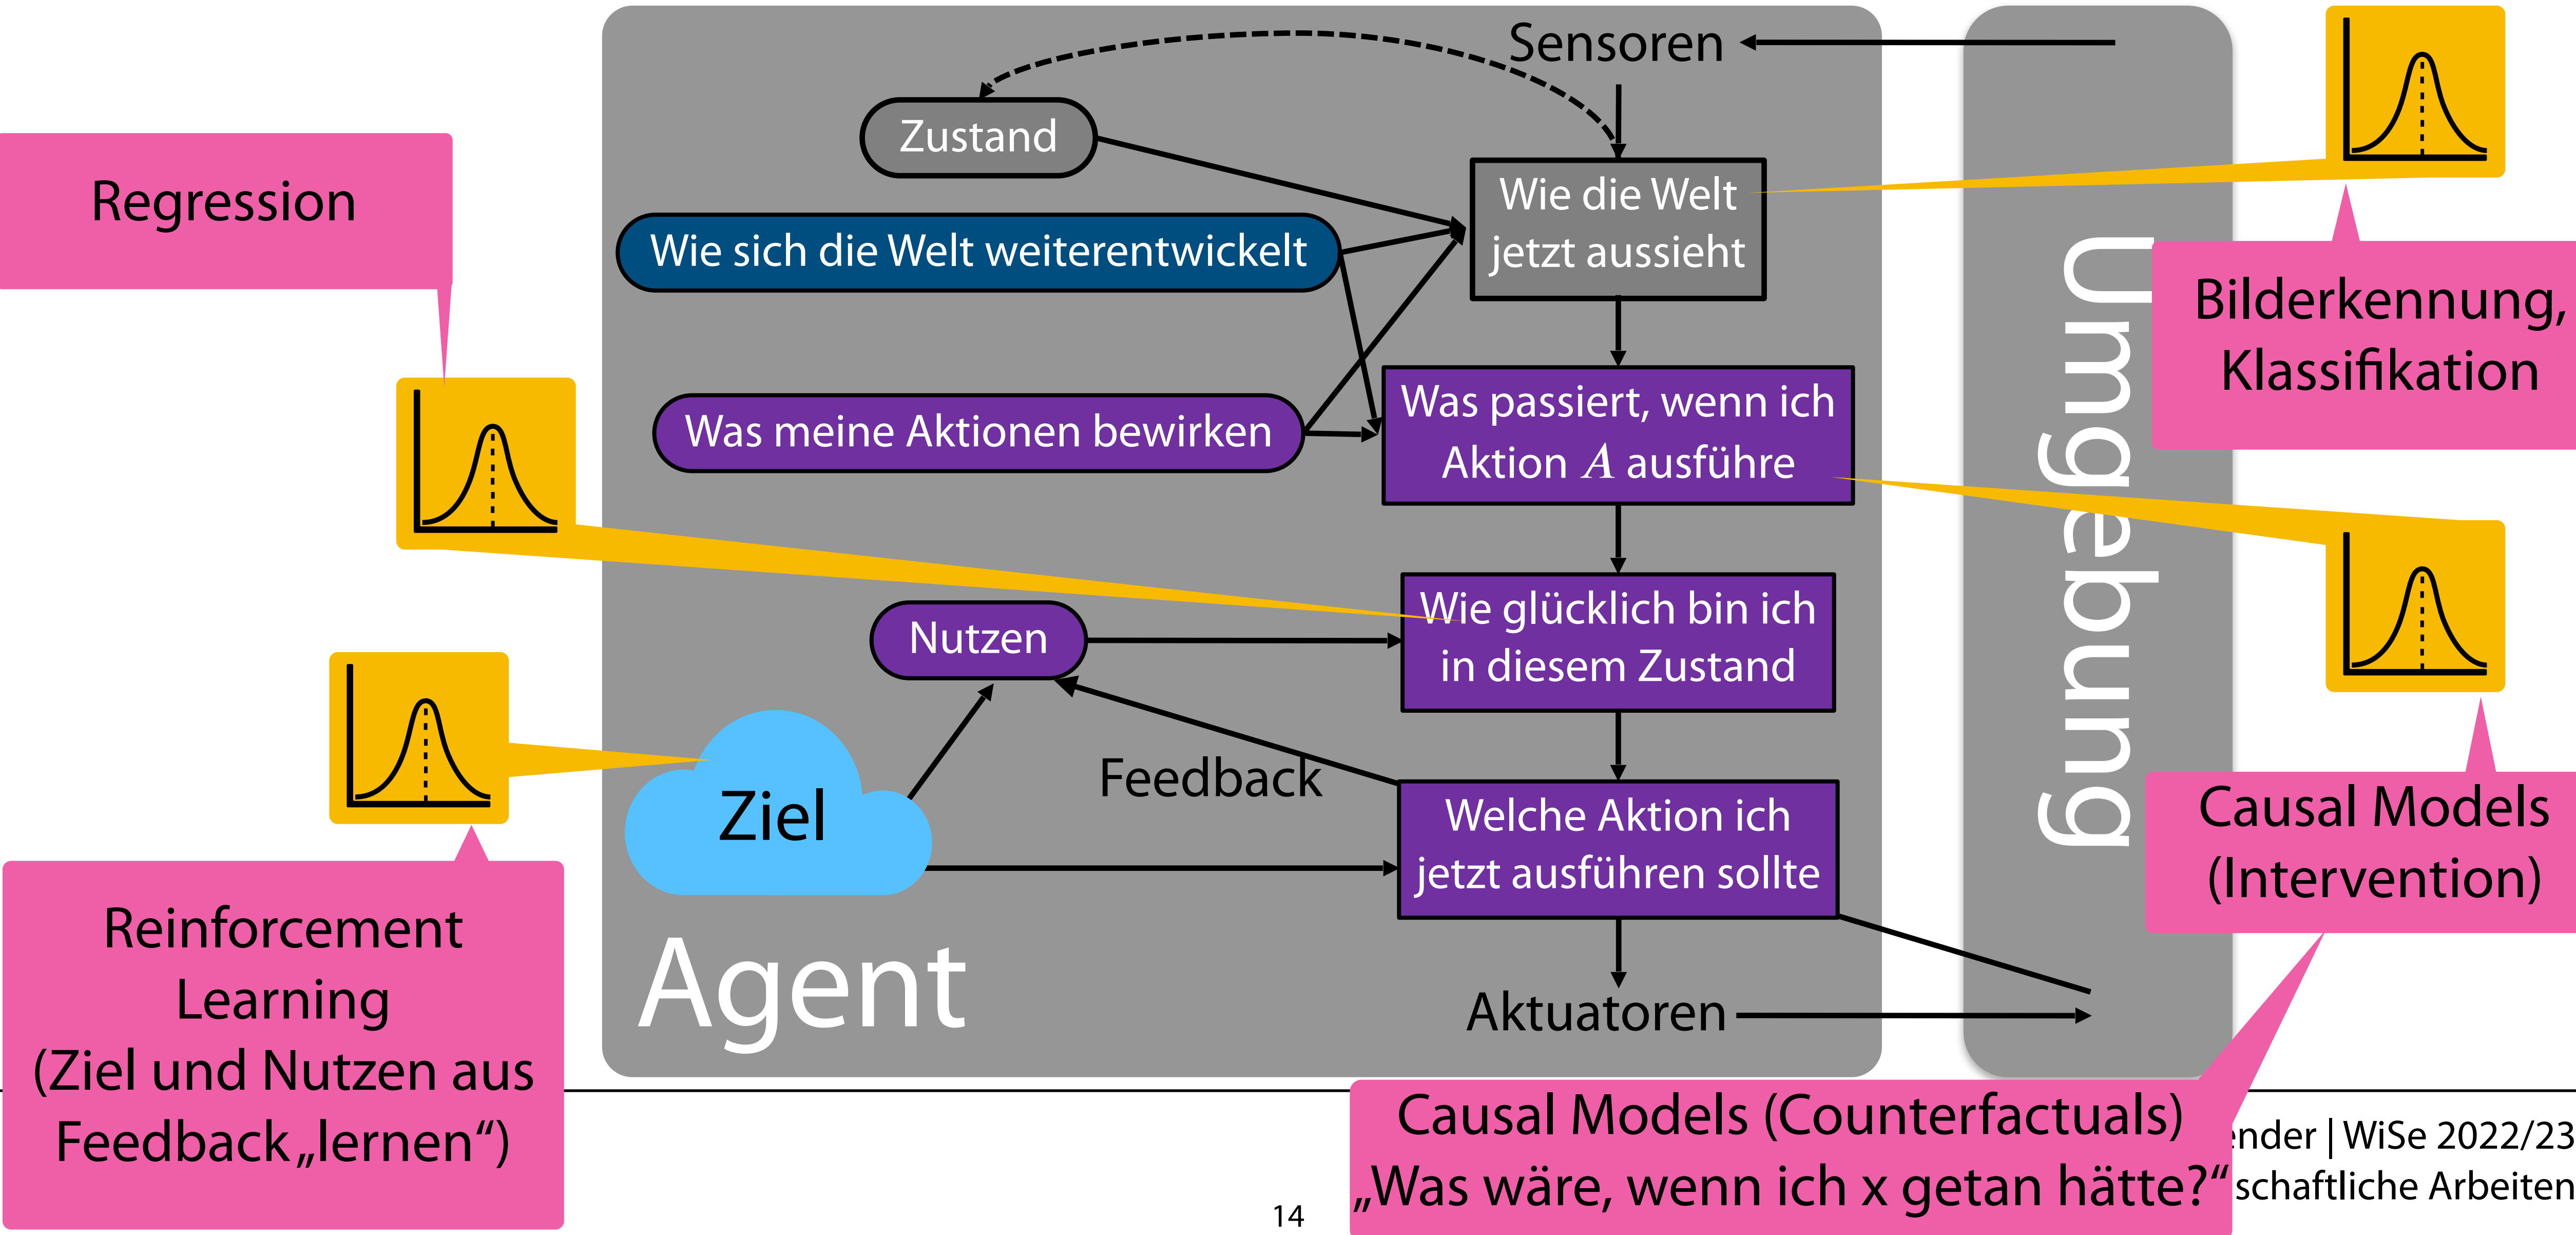 Sensoren
Zustand
Regression
Wie die Welt
jetzt aussieht
Wie sich die Welt weiterentwickelt
Bilderkennung,
Klassifikation
Was passiert, wenn ich
Aktion A ausführe
Was meine Aktionen bewirken
Umgebung
Wie glücklich bin ich
in diesem Zustand
Nutzen
Feedback
Ziel
Welche Aktion ich
jetzt ausführen sollte
Causal Models
(Intervention)
Agent
Aktuatoren
Reinforcement
Learning
(Ziel und Nutzen aus
Feedback „lernen“)
Causal Models (Counterfactuals)
„Was wäre, wenn ich x getan hätte?“
| WiSe 2022/23
Arbeiten
14